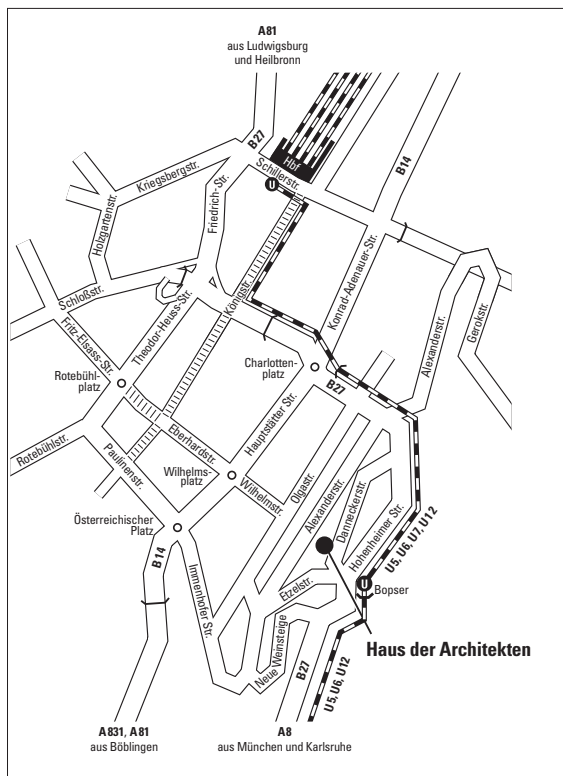 A81
aus Ludwigsburg
und Heilbronn
B27
Hbf
Schillerstr.
U
B14
Kriegsbergstr.
Friedrich-Str.
Holzgartenstr.
Königstr.
Konrad-Adenauer-Str.
Schloßstr.
Theodor-Heuss-Str.
Alexanderstr.
Gerokstr.
Fritz-Elsass-Str.
Rotebühl-
platz
Charlotten-
platz
B27
Rotebühlstr.
Paulinenstr.
Eberhardstr.
Hauptstätter Str.
Wilhelms-
platz
Wilhelmstr.
Olgastr.
Alexanderstr.
Danneckerstr.
Hohenheimer Str.
U5, U6, U7, U12
Österreichischer
Platz
B14
Immenhofer Str.
Etzelstr.
U
Bopser
Neue Weinsteige
B27
U5, U6, U12
Haus der Architekten
A831, A81
aus Böblingen
A8
aus München und Karlsruhe